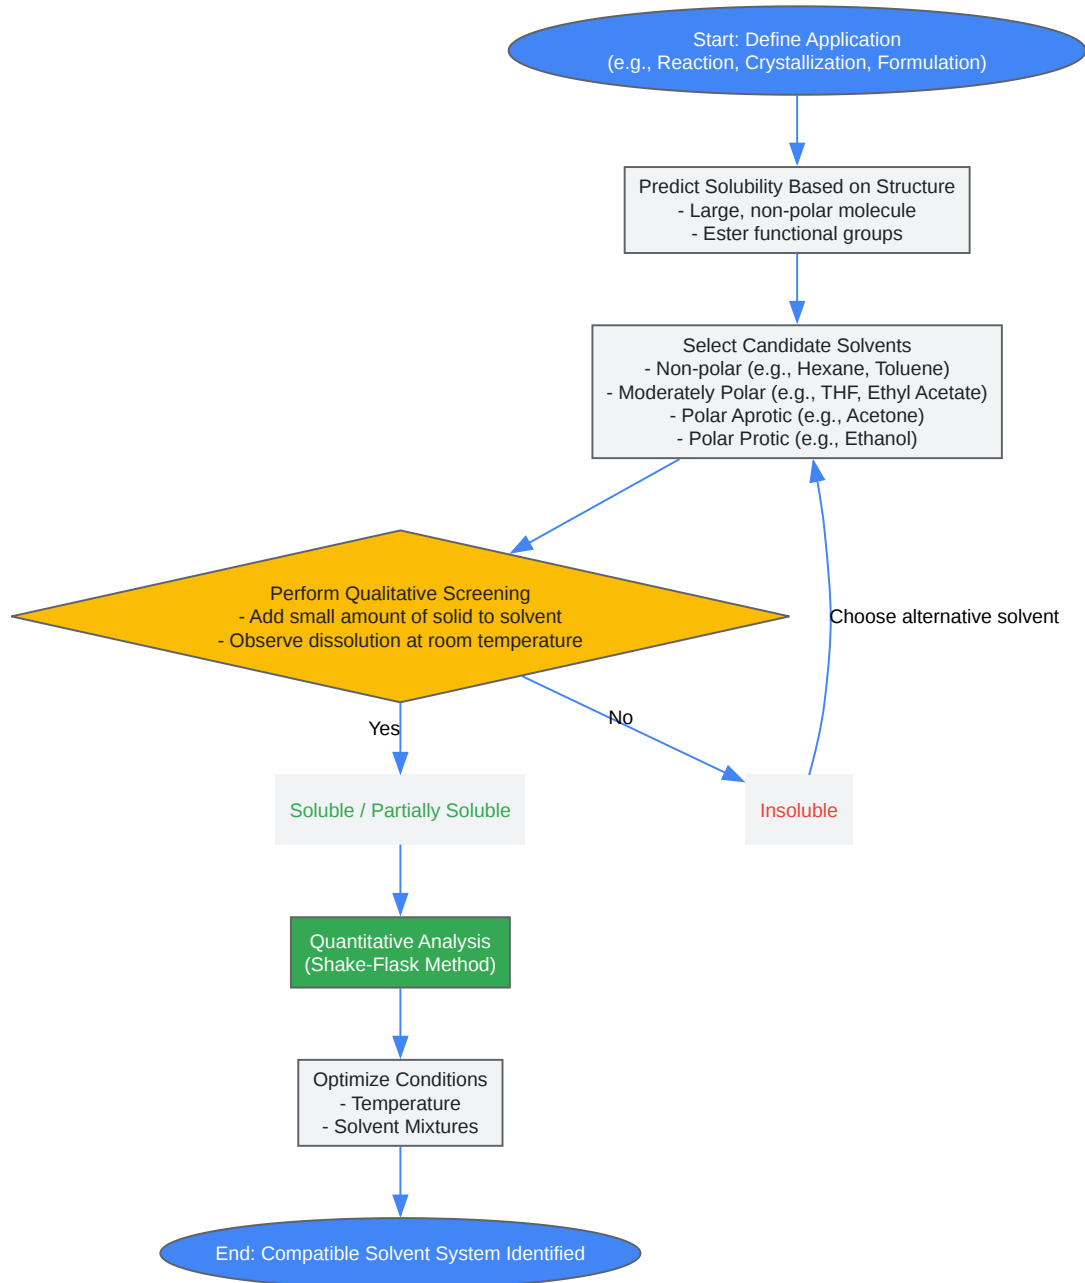 Start: Define Application
(e.g., Reaction, Crystallization, Formulation)
Predict Solubility Based on Structure
- Large, non-polar molecule
- Ester functional groups
Select Candidate Solvents
- Non-polar (e.g., Hexane, Toluene)
- Moderately Polar (e.g., THF, Ethyl Acetate)
- Polar Aprotic (e.g., Acetone)
- Polar Protic (e.g., Ethanol)
Perform Qualitative Screening
- Add small amount of solid to solvent
- Observe dissolution at room temperature
Choose alternative solvent
Yes
No
Soluble / Partially Soluble
Insoluble
Quantitative Analysis
(Shake-Flask Method)
Optimize Conditions
- Temperature
- Solvent Mixtures
End: Compatible Solvent System Identified